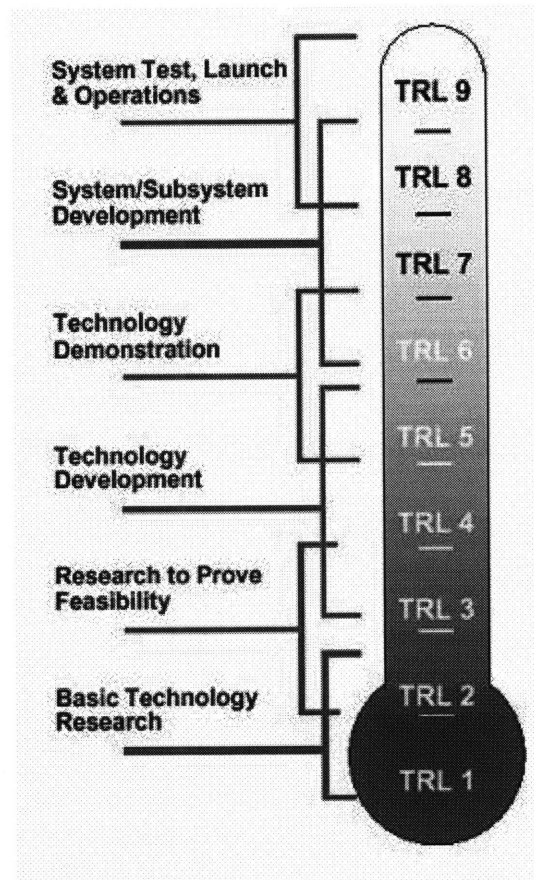 System Test, Launch
& Operations
System/Subsystem
Development
Technology
Demonstration
Technology
Development
Research to Prove
Feasibility
Basic Technology
Research
TRL 9
TRL 8
TRL 7
TRL 6
TRL 5
TRL 4
TRL 3
TRL 2
TRL 1